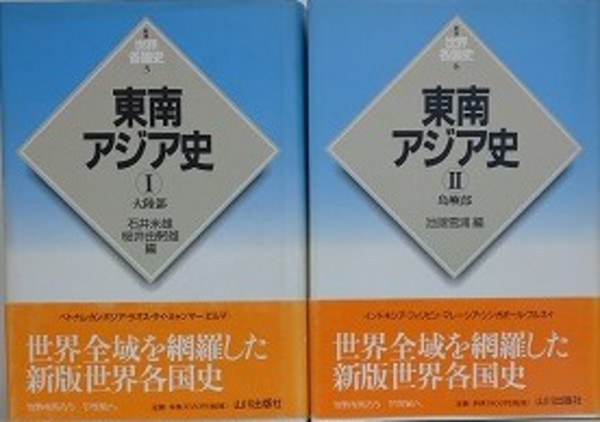 世界
各国史
5
東南
アジア史
Ⅰ
大陸部
石井米雄
桜井由躬雄
編
ベトナム・カンボジア・ラオス・タイ・ミャンマー・ビルマ
世界全域を網羅した
新版世界各国史
山川出版社
世界
各国史
6
東南
アジア史
Ⅱ
島嶼部
池端雪浦 編
インドネシア・フィリピン・マレーシア・シンガポール・ブルネイ
世界全域を網羅した
新版世界各国史
山川出版社